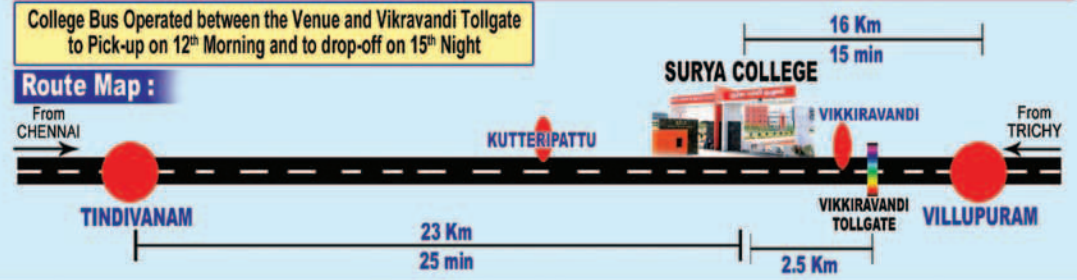 College Bus Operated between the Venue and Vikravandi Tollgate
to Pick-up on 12th Morning and to drop-off on 15th Night
Route Map :
From
CHENNAI
TINDIVANAM
KUTTERIPATTU
SURYA COLLEGE
16 Km
15 min
VIKKIRAVANDI
From
TRICHY
VIKKIRAVANDI
TOLLGATE
VILLUPURAM
23 Km
25 min
2.5 Km